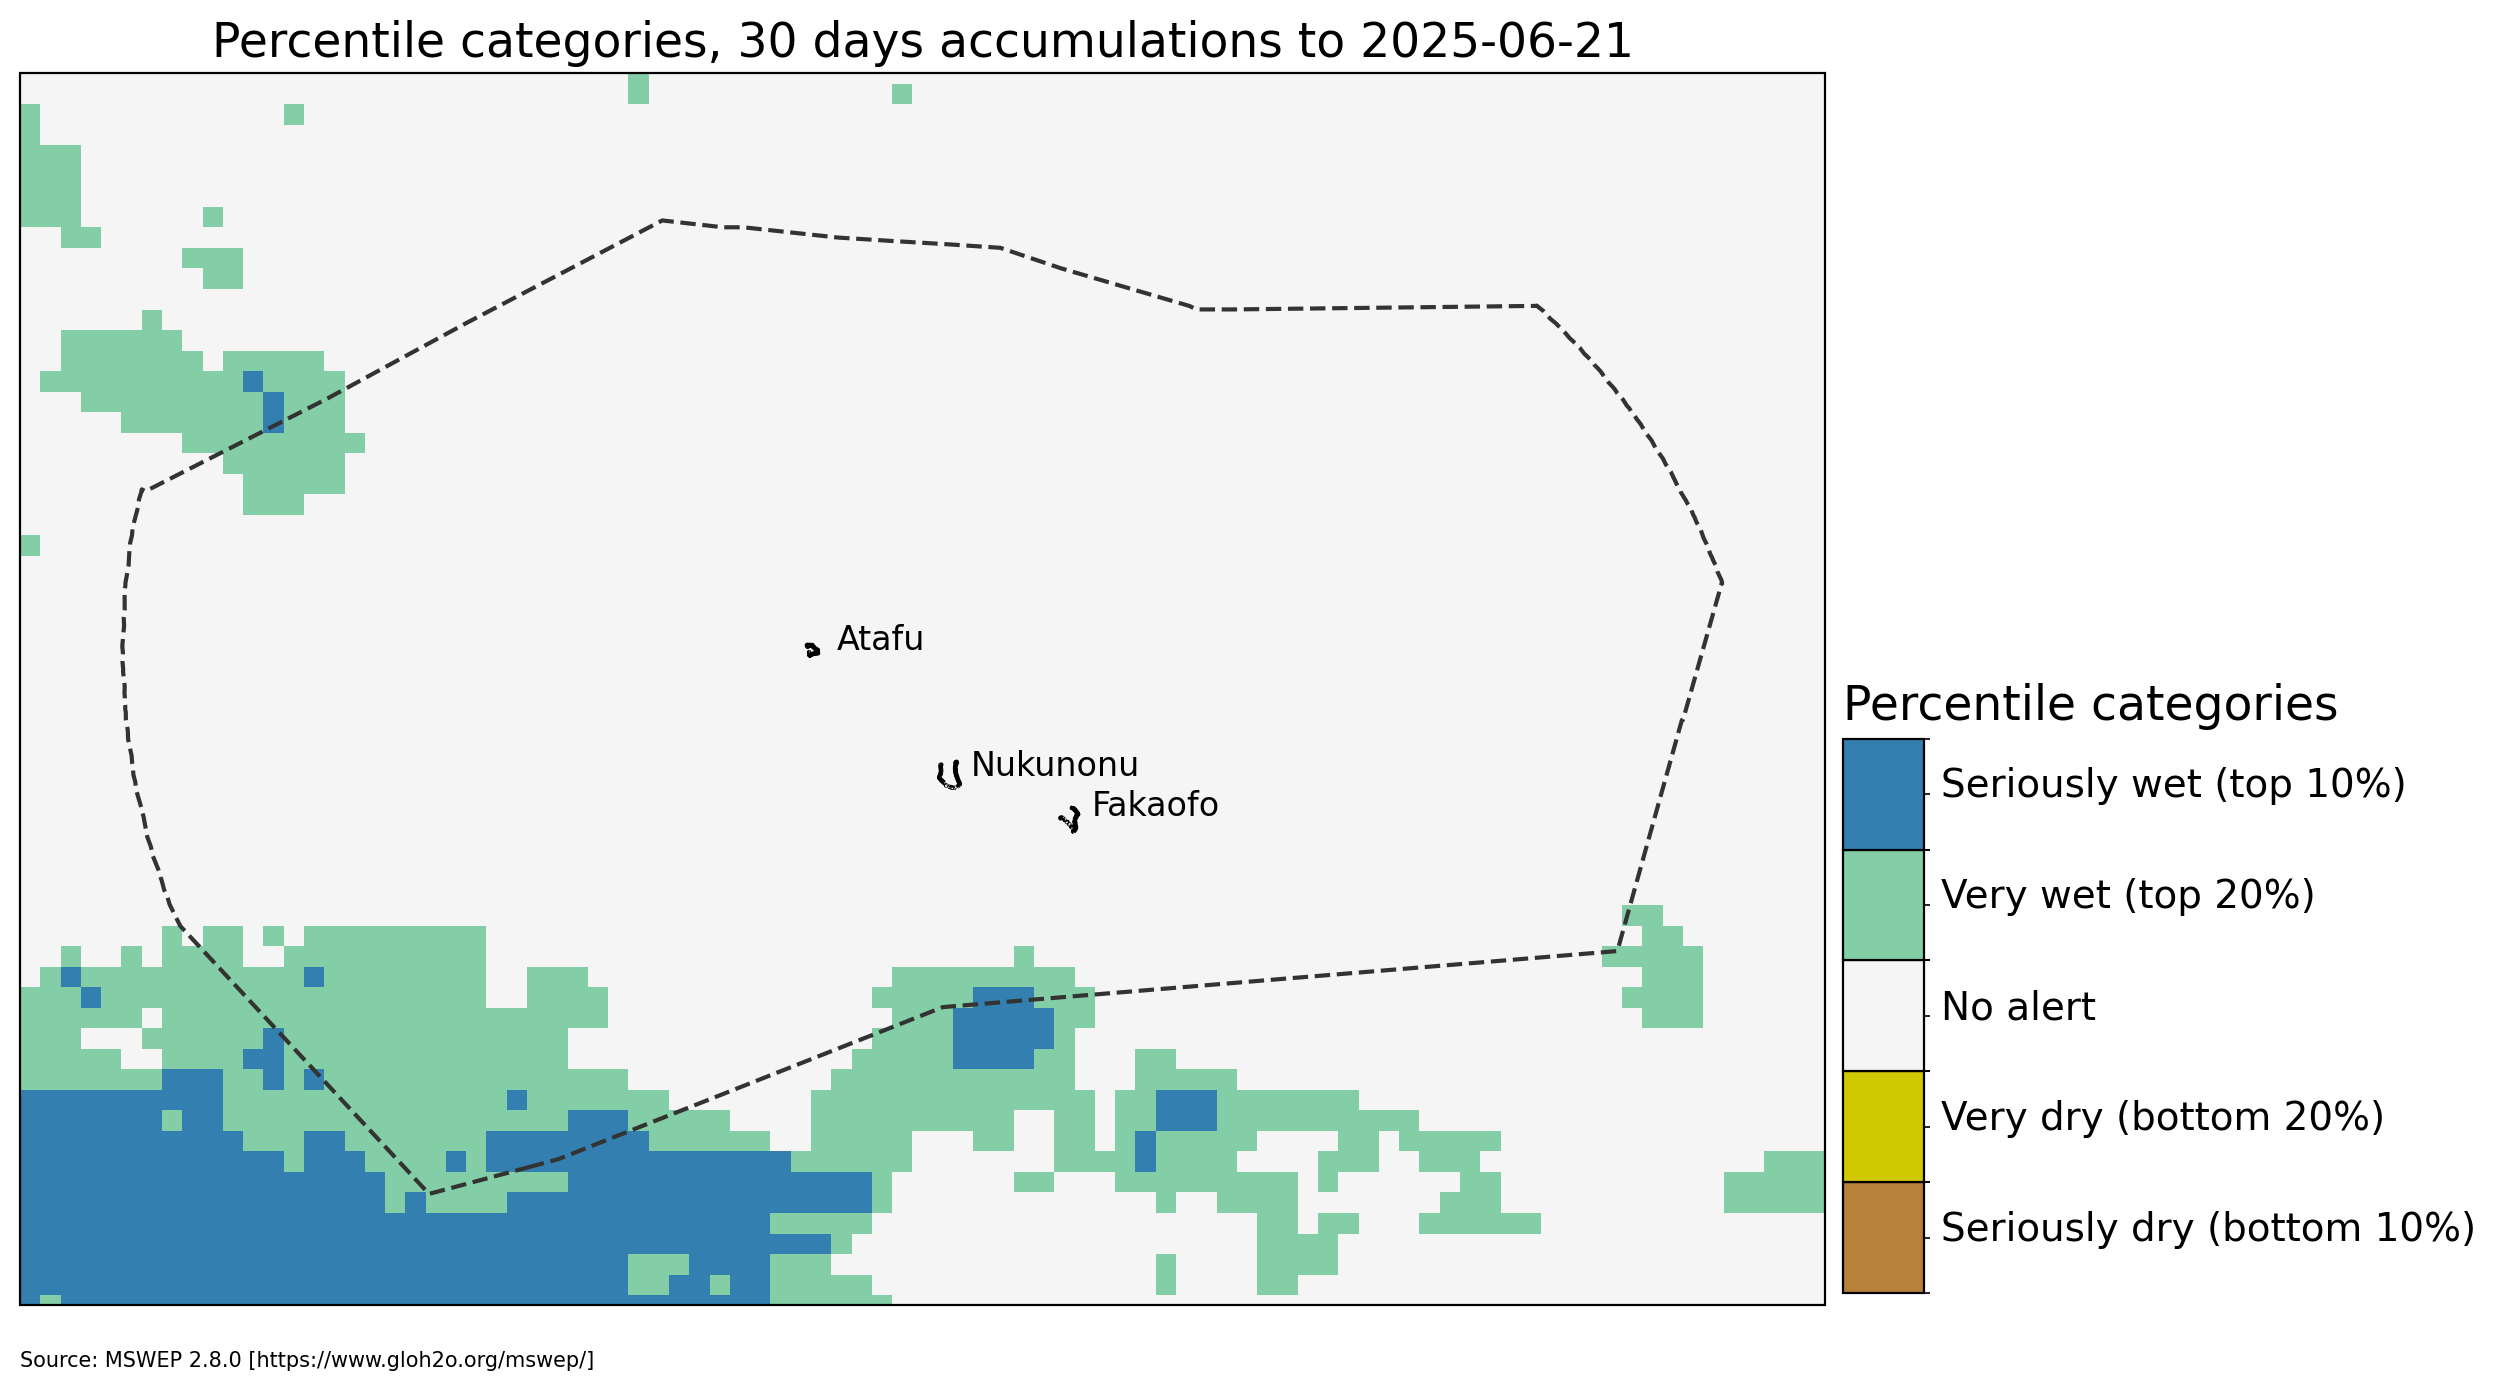 Percentile categories, 30 days accumulations to 2025-06-21
Atafu
Nukunonu
Fakaofo
Percentile categories
Seriously wet (top 10%)
Very wet (top 20%)
No alert
Very dry (bottom 20%)
Seriously dry (bottom 10%)
Source: MSWEP 2.8.0 [https://www.gloh2o.org/mswep/]